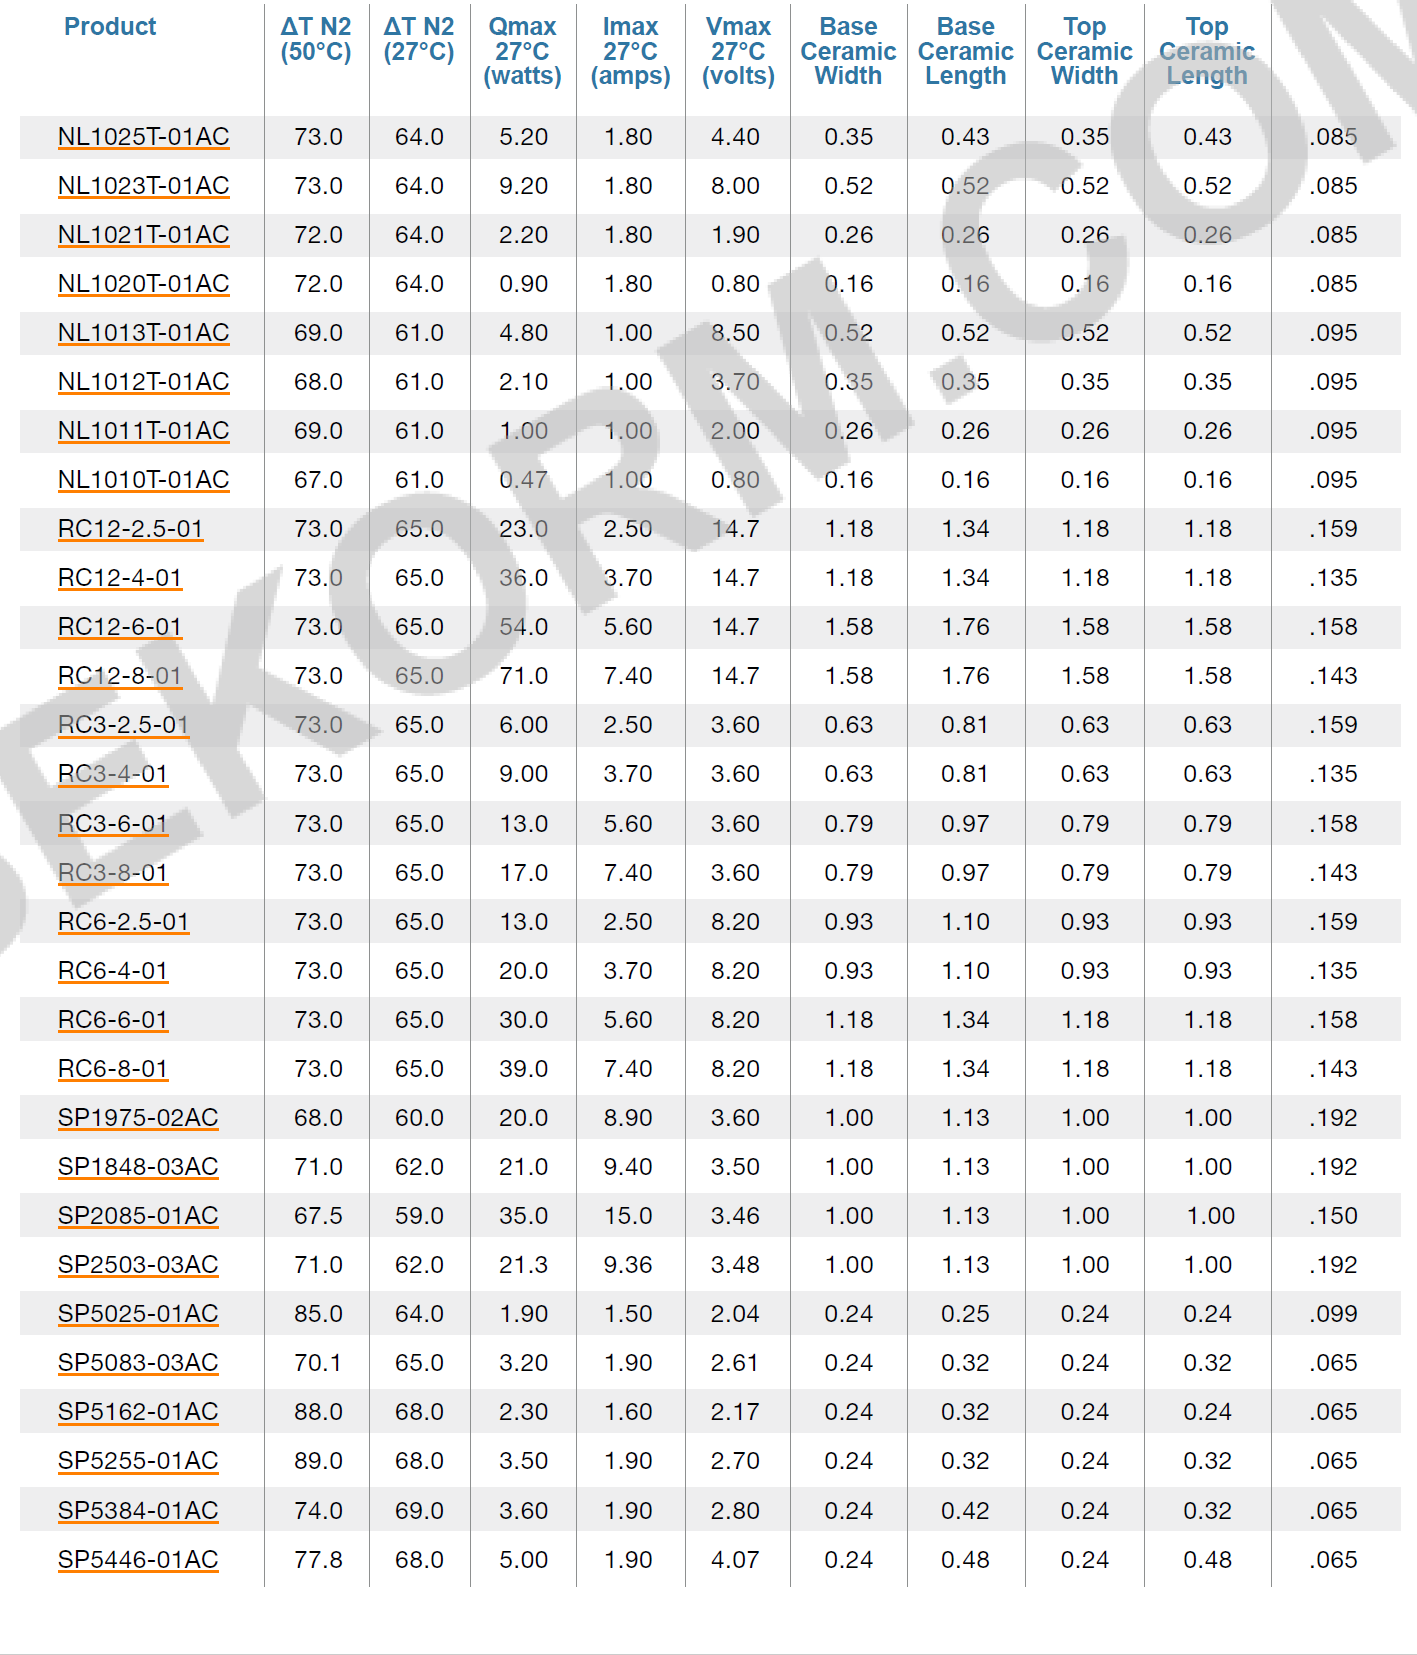 Product ΔT N2 (50°C) ΔT N2 (27°C) Qmax 27°C (watts) Imax 27°C (amps) Vmax 27°C (volts) Base Ceramic Width Base Ceramic Length Top Ceramic Width Top Ceramic Length
NL1025T-01AC 73.0 64.0 5.20 1.80 4.40 0.35 0.43 0.35 0.43 .085
NL1023T-01AC 73.0 64.0 9.20 1.80 8.00 0.52 0.52 0.52 0.52 .085
NL1021T-01AC 72.0 64.0 2.20 1.80 1.90 0.26 0.26 0.26 0.26 .085
NL1020T-01AC 72.0 64.0 0.90 1.80 0.80 0.16 0.16 0.16 0.16 .085
NL1013T-01AC 69.0 61.0 4.80 1.00 8.50 0.52 0.52 0.52 0.52 .095
NL1012T-01AC 68.0 61.0 2.10 1.00 3.70 0.35 0.35 0.35 0.35 .095
NL1011T-01AC 69.0 61.0 1.00 1.00 2.00 0.26 0.26 0.26 0.26 .095
NL1010T-01AC 67.0 61.0 0.47 1.00 0.80 0.16 0.16 0.16 0.16 .095
RC12-2.5-01 73.0 65.0 23.0 2.50 14.7 1.18 1.34 1.18 1.18 .159
RC12-4-01 73.0 65.0 36.0 3.70 14.7 1.18 1.34 1.18 1.18 .135
RC12-6-01 73.0 65.0 54.0 5.60 14.7 1.58 1.76 1.58 1.58 .158
RC12-8-01 73.0 65.0 71.0 7.40 14.7 1.58 1.76 1.58 1.58 .143
RC3-2.5-01 73.0 65.0 6.00 2.50 3.60 0.63 0.81 0.63 0.63 .159
RC3-4-01 73.0 65.0 9.00 3.70 3.60 0.63 0.81 0.63 0.63 .135
RC3-6-01 73.0 65.0 13.0 5.60 3.60 0.79 0.97 0.79 0.79 .158
RC3-8-01 73.0 65.0 17.0 7.40 3.60 0.79 0.97 0.79 0.79 .143
RC6-2.5-01 73.0 65.0 13.0 2.50 8.20 0.93 1.10 0.93 0.93 .159
RC6-4-01 73.0 65.0 20.0 3.70 8.20 0.93 1.10 0.93 0.93 .135
RC6-6-01 73.0 65.0 30.0 5.60 8.20 1.18 1.34 1.18 1.18 .158
RC6-8-01 73.0 65.0 39.0 7.40 8.20 1.18 1.34 1.18 1.18 .143
SP1975-02AC 68.0 60.0 20.0 8.90 3.60 1.00 1.13 1.00 1.00 .192
SP1848-03AC 71.0 62.0 21.0 9.40 3.50 1.00 1.13 1.00 1.00 .192
SP2085-01AC 67.5 59.0 35.0 15.0 3.46 1.00 1.13 1.00 1.00 .150
SP2503-03AC 71.0 62.0 21.3 9.36 3.48 1.00 1.13 1.00 1.00 .192
SP5025-01AC 85.0 64.0 1.90 1.50 2.04 0.24 0.25 0.24 0.24 .099
SP5083-03AC 70.1 65.0 3.20 1.90 2.61 0.24 0.32 0.24 0.32 .065
SP5162-01AC 88.0 68.0 2.30 1.60 2.17 0.24 0.32 0.24 0.24 .065
SP5255-01AC 89.0 68.0 3.50 1.90 2.70 0.24 0.32 0.24 0.32 .065
SP5384-01AC 74.0 69.0 3.60 1.90 2.80 0.24 0.42 0.24 0.32 .065
SP5446-01AC 77.8 68.0 5.00 1.90 4.07 0.24 0.48 0.24 0.48 .065
SEKORM.COM